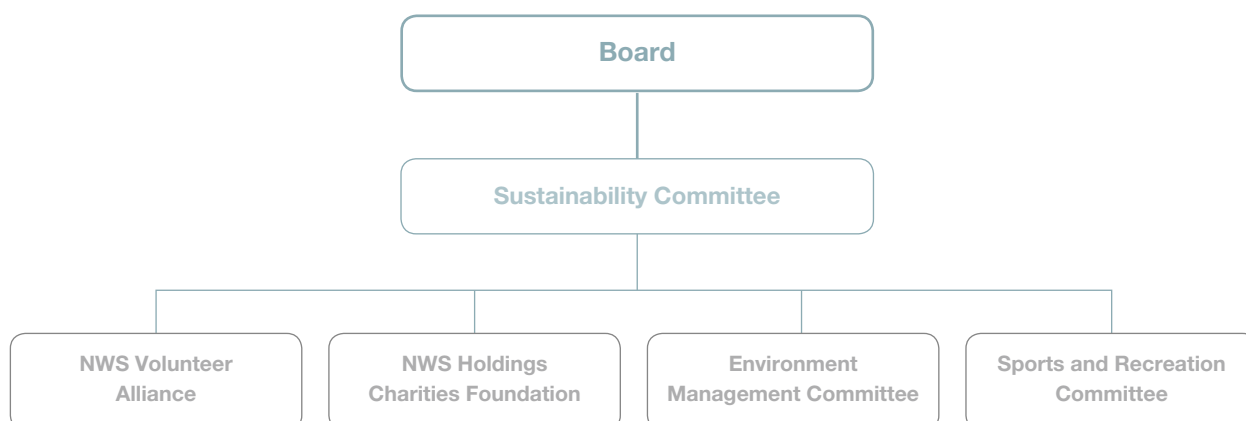 Board
Sustainability Committee
NWS Volunteer
Alliance
NWS Holdings
Charities Foundation
Environment
Management Committee
Sports and Recreation
Committee